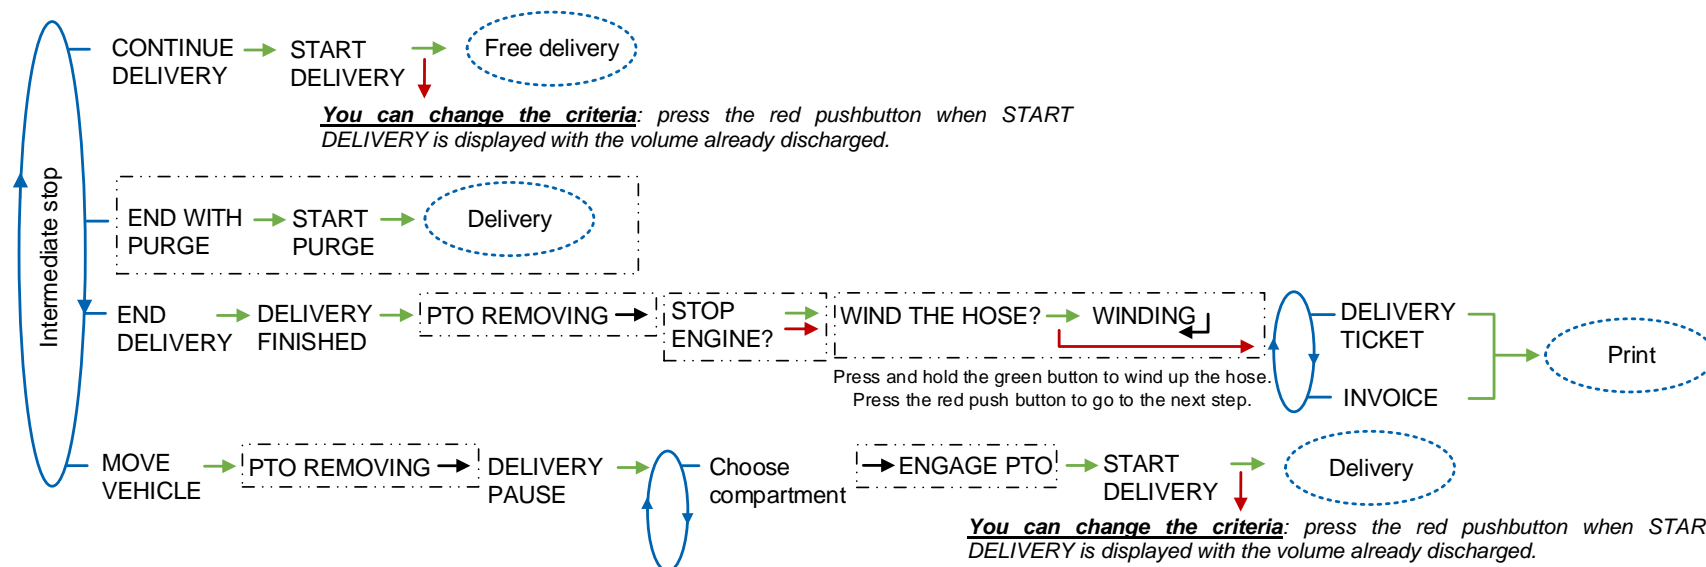 Intermediate stop
CONTINUE
DELIVERY
START
DELIVERY
Free delivery
You can change the criteria: press the red pushbutton when START
DELIVERY is displayed with the volume already discharged.
END WITH
PURGE
START
PURGE
Delivery
END
DELIVERY
DELIVERY
FINISHED
PTO REMOVING
STOP
ENGINE?
WIND THE HOSE?
WINDING
Press and hold the green button to wind up the hose.
Press the red push button to go to the next step.
DELIVERY
TICKET
INVOICE
Print
MOVE
VEHICLE
PTO REMOVING
DELIVERY
PAUSE
Choose
compartment
ENGAGE PTO
START
DELIVERY
Delivery
You can change the criteria: press the red pushbutton when STAR
DELIVERY is displayed with the volume already discharged.